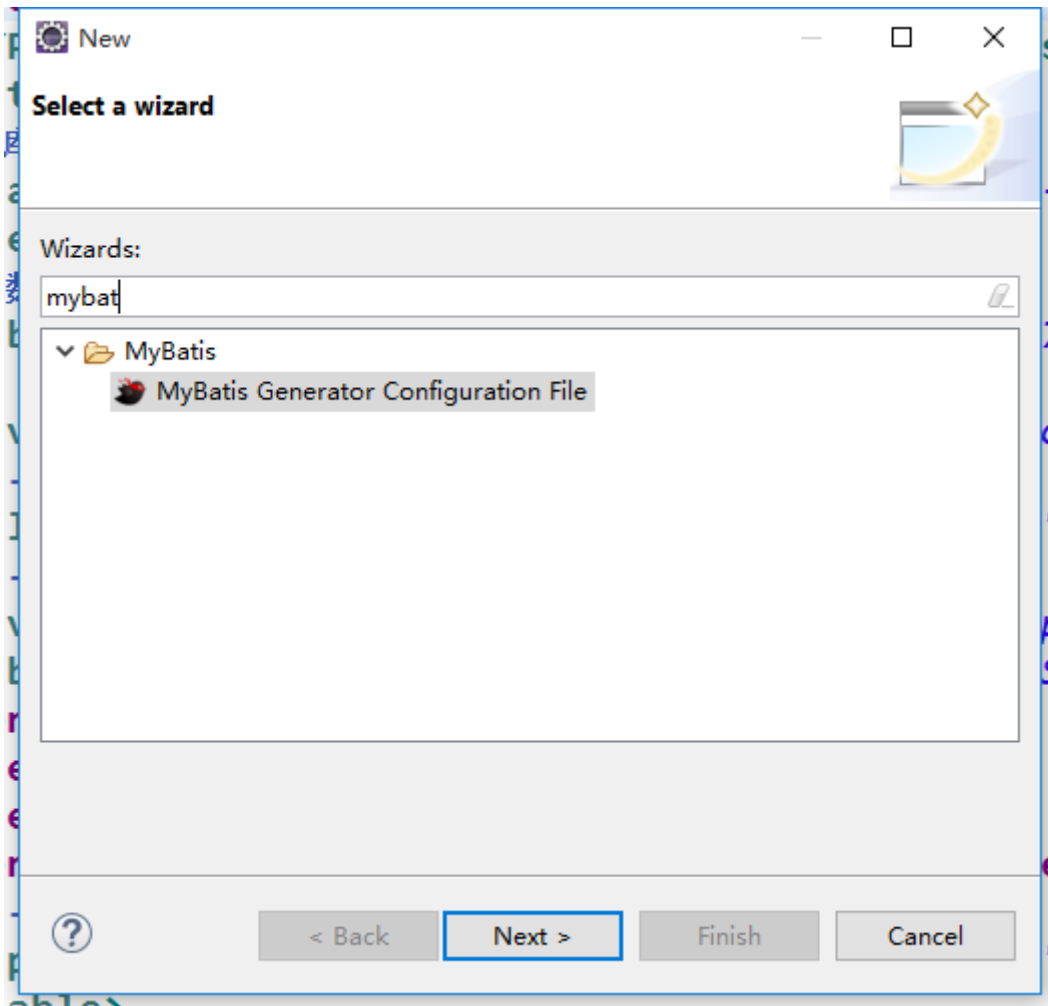 New
Select a wizard
Wizards:
mybat
MyBatis
MyBatis Generator Configuration File
< Back
Next >
Finish
Cancel